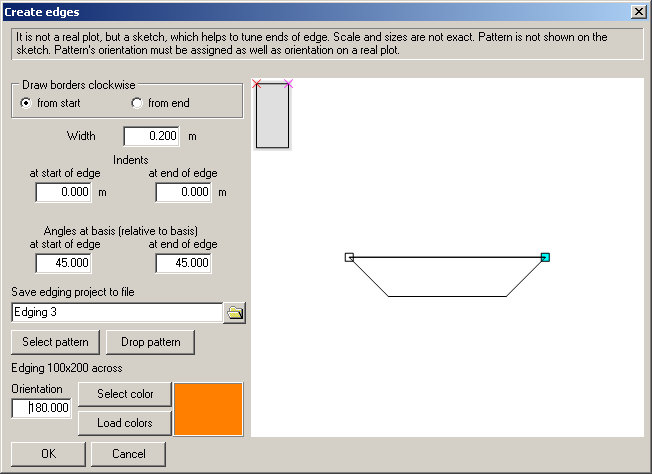 Create edges
It is not a real plot, but a sketch, which helps to tune ends of edge. Scale and sizes are not exact. Pattern is not shown on the
sketch. Pattern's orientation must be assigned as well as orientation on a real plot.
Draw borders clockwise
from start from end
Width 0.200 m
Indents
at start of edge at end of edge
0.000 m 0.000 m
Angles at basis (relative to basis)
at start of edge at end of edge
45.000 45.000
Save edging project to file
Edging 3
Select pattern Drop pattern
Edging 100x200 across
Orientation
180.000
Select color
Load colors
OK Cancel